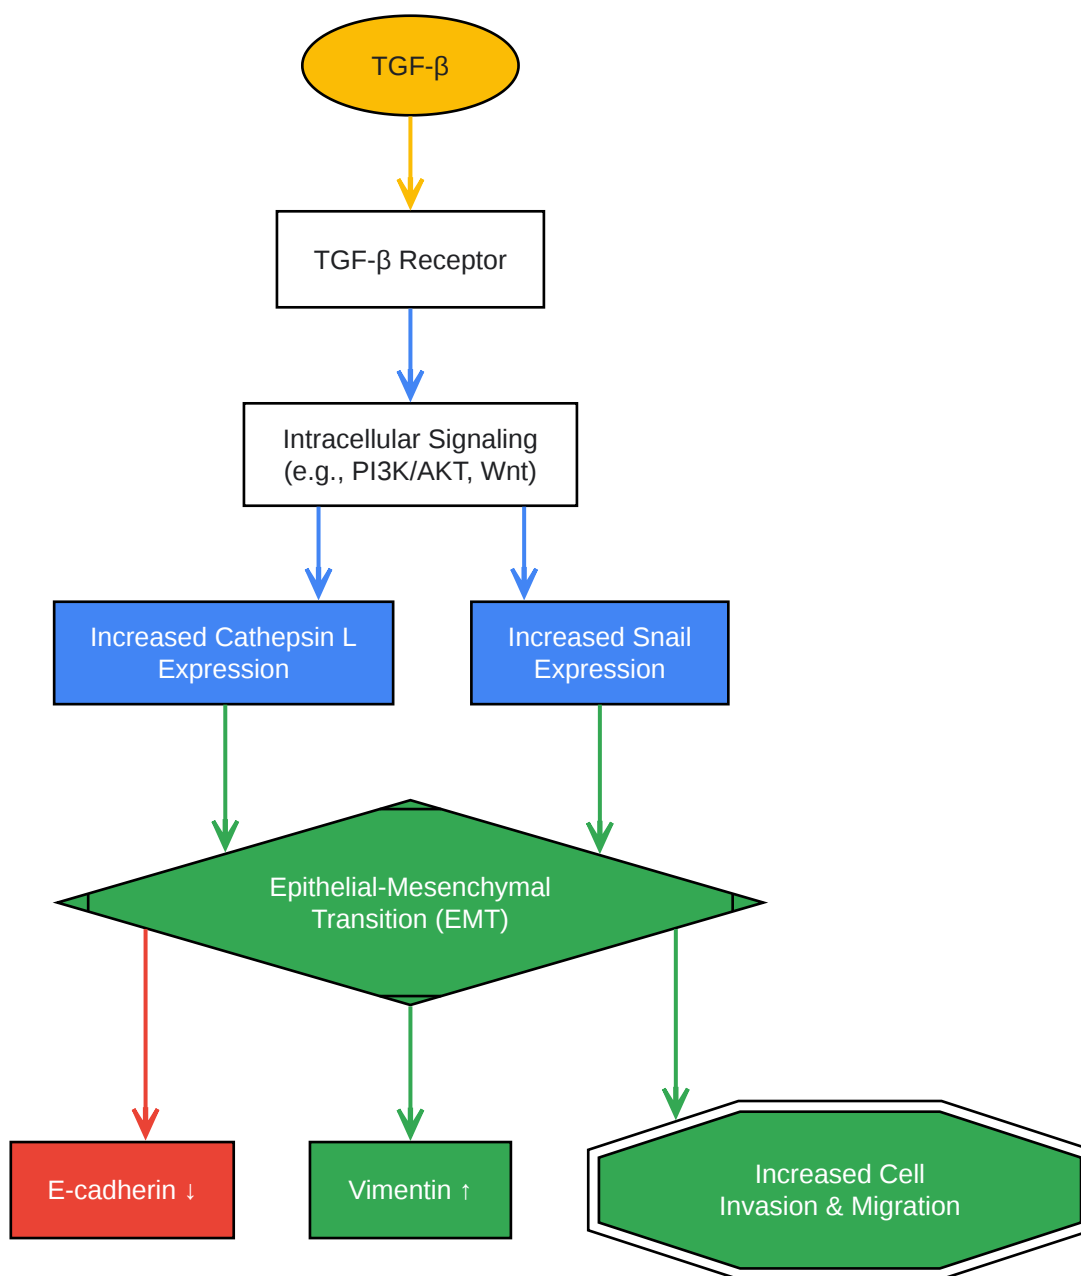 TGF-β
TGF-β Receptor
Intracellular Signaling
(e.g., PI3K/AKT, Wnt)
Increased Cathepsin L
Expression
Increased Snail
Expression
Epithelial-Mesenchymal
Transition (EMT)
E-cadherin ↓
Vimentin ↑
Increased Cell
Invasion & Migration